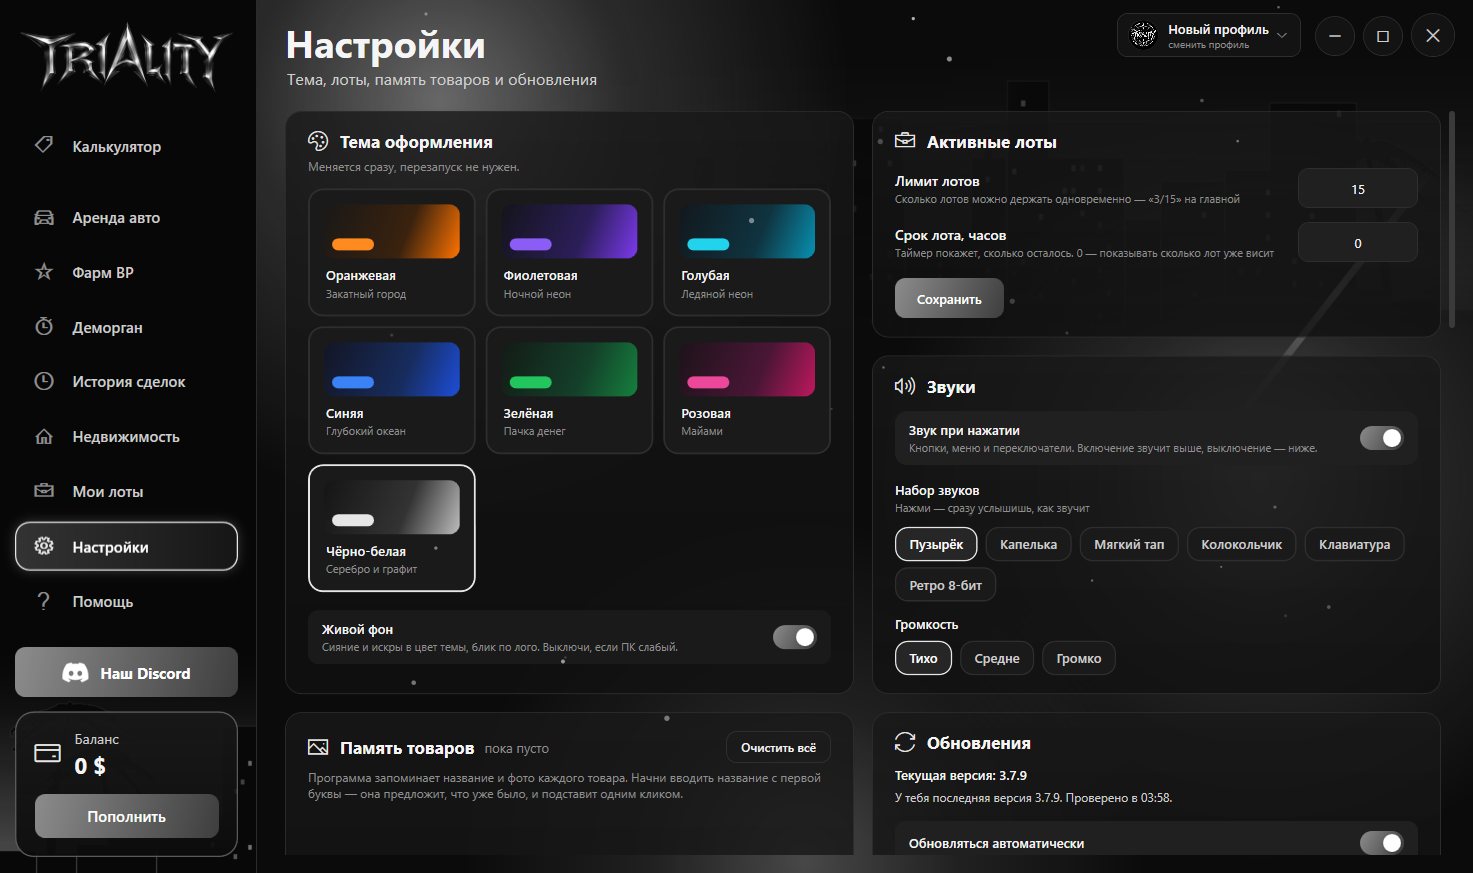 TRIALITY
Калькулятор
Аренда авто
Фарм BP
Деморган
История сделок
Недвижимость
Мои лоты
Настройки
Помощь
Наш Discord
Баланс
0 $
Пополнить
Настройки
Тема, лоты, память товаров и обновления
Новый профиль
сменить профиль
Тема оформления
Меняется сразу, перезапуск не нужен.
Оранжевая
Закатный город
Фиолетовая
Ночной неон
Голубая
Ледяной неон
Синяя
Глубокий океан
Зелёная
Пачка денег
Розовая
Майами
Чёрно-белая
Серебро и графит
Живой фон
Сияние и искры в цвет темы, блик по лого. Выключи, если ПК слабый.
Память товаров пока пусто
Очистить всё
Программа запоминает название и фото каждого товара. Начни вводить название с первой
буквы — она предложит, что уже было, и подставит одним кликом.
Активные лоты
Лимит лотов
Сколько лотов можно держать одновременно — «3/15» на главной
15
Срок лота, часов
Таймер покажет, сколько осталось. 0 — показывать сколько лот уже висит
0
Сохранить
Звуки
Звук при нажатии
Кнопки, меню и переключатели. Включение звучит выше, выключение — ниже.
Набор звуков
Нажми — сразу услышишь, как звучит
Пузырёк
Капелька
Мягкий тап
Колокольчик
Клавиатура
Ретро 8-бит
Громкость
Тихо
Средне
Громко
Обновления
Текущая версия: 3.7.9
У тебя последняя версия 3.7.9. Проверено в 03:58.
Обновляться автоматически